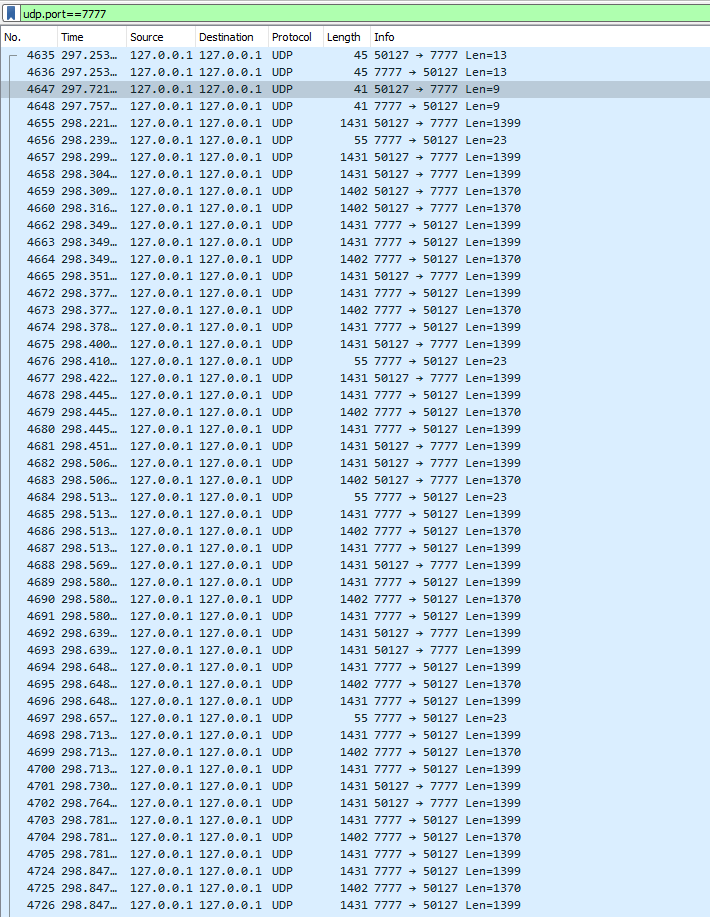 udp.port==7777
No. Time Source Destination Protocol Length Info
4635 297.253… 127.0.0.1 127.0.0.1 UDP 45 50127 → 7777 Len=13
4636 297.253… 127.0.0.1 127.0.0.1 UDP 45 7777 → 50127 Len=13
4647 297.721… 127.0.0.1 127.0.0.1 UDP 41 50127 → 7777 Len=9
4648 297.757… 127.0.0.1 127.0.0.1 UDP 41 7777 → 50127 Len=9
4655 298.221… 127.0.0.1 127.0.0.1 UDP 1431 50127 → 7777 Len=1399
4656 298.239… 127.0.0.1 127.0.0.1 UDP 55 7777 → 50127 Len=23
4657 298.299… 127.0.0.1 127.0.0.1 UDP 1431 50127 → 7777 Len=1399
4658 298.304… 127.0.0.1 127.0.0.1 UDP 1431 50127 → 7777 Len=1399
4659 298.309… 127.0.0.1 127.0.0.1 UDP 1402 50127 → 7777 Len=1370
4660 298.316… 127.0.0.1 127.0.0.1 UDP 1402 50127 → 7777 Len=1370
4662 298.349… 127.0.0.1 127.0.0.1 UDP 1431 7777 → 50127 Len=1399
4663 298.349… 127.0.0.1 127.0.0.1 UDP 1431 7777 → 50127 Len=1399
4664 298.349… 127.0.0.1 127.0.0.1 UDP 1402 7777 → 50127 Len=1370
4665 298.351… 127.0.0.1 127.0.0.1 UDP 1431 50127 → 7777 Len=1399
4672 298.377… 127.0.0.1 127.0.0.1 UDP 1431 7777 → 50127 Len=1399
4673 298.377… 127.0.0.1 127.0.0.1 UDP 1402 7777 → 50127 Len=1370
4674 298.378… 127.0.0.1 127.0.0.1 UDP 1431 7777 → 50127 Len=1399
4675 298.400… 127.0.0.1 127.0.0.1 UDP 1431 50127 → 7777 Len=1399
4676 298.410… 127.0.0.1 127.0.0.1 UDP 55 7777 → 50127 Len=23
4677 298.422… 127.0.0.1 127.0.0.1 UDP 1431 50127 → 7777 Len=1399
4678 298.445… 127.0.0.1 127.0.0.1 UDP 1431 7777 → 50127 Len=1399
4679 298.445… 127.0.0.1 127.0.0.1 UDP 1402 7777 → 50127 Len=1370
4680 298.445… 127.0.0.1 127.0.0.1 UDP 1431 7777 → 50127 Len=1399
4681 298.451… 127.0.0.1 127.0.0.1 UDP 1431 50127 → 7777 Len=1399
4682 298.506… 127.0.0.1 127.0.0.1 UDP 1431 50127 → 7777 Len=1399
4683 298.506… 127.0.0.1 127.0.0.1 UDP 1402 50127 → 7777 Len=1370
4684 298.513… 127.0.0.1 127.0.0.1 UDP 55 7777 → 50127 Len=23
4685 298.513… 127.0.0.1 127.0.0.1 UDP 1431 7777 → 50127 Len=1399
4686 298.513… 127.0.0.1 127.0.0.1 UDP 1402 7777 → 50127 Len=1370
4687 298.513… 127.0.0.1 127.0.0.1 UDP 1431 7777 → 50127 Len=1399
4688 298.569… 127.0.0.1 127.0.0.1 UDP 1431 50127 → 7777 Len=1399
4689 298.580… 127.0.0.1 127.0.0.1 UDP 1431 7777 → 50127 Len=1399
4690 298.580… 127.0.0.1 127.0.0.1 UDP 1402 7777 → 50127 Len=1370
4691 298.580… 127.0.0.1 127.0.0.1 UDP 1431 7777 → 50127 Len=1399
4692 298.639… 127.0.0.1 127.0.0.1 UDP 1431 50127 → 7777 Len=1399
4693 298.639… 127.0.0.1 127.0.0.1 UDP 1431 50127 → 7777 Len=1399
4694 298.648… 127.0.0.1 127.0.0.1 UDP 1431 7777 → 50127 Len=1399
4695 298.648… 127.0.0.1 127.0.0.1 UDP 1402 7777 → 50127 Len=1370
4696 298.648… 127.0.0.1 127.0.0.1 UDP 1431 7777 → 50127 Len=1399
4697 298.657… 127.0.0.1 127.0.0.1 UDP 55 7777 → 50127 Len=23
4698 298.713… 127.0.0.1 127.0.0.1 UDP 1431 7777 → 50127 Len=1399
4699 298.713… 127.0.0.1 127.0.0.1 UDP 1402 7777 → 50127 Len=1370
4700 298.713… 127.0.0.1 127.0.0.1 UDP 1431 7777 → 50127 Len=1399
4701 298.730… 127.0.0.1 127.0.0.1 UDP 1431 50127 → 7777 Len=1399
4702 298.764… 127.0.0.1 127.0.0.1 UDP 1431 50127 → 7777 Len=1399
4703 298.781… 127.0.0.1 127.0.0.1 UDP 1431 7777 → 50127 Len=1399
4704 298.781… 127.0.0.1 127.0.0.1 UDP 1402 7777 → 50127 Len=1370
4705 298.781… 127.0.0.1 127.0.0.1 UDP 1431 7777 → 50127 Len=1399
4724 298.847… 127.0.0.1 127.0.0.1 UDP 1431 7777 → 50127 Len=1399
4725 298.847… 127.0.0.1 127.0.0.1 UDP 1402 7777 → 50127 Len=1370
4726 298.847… 127.0.0.1 127.0.0.1 UDP 1431 7777 → 50127 Len=1399